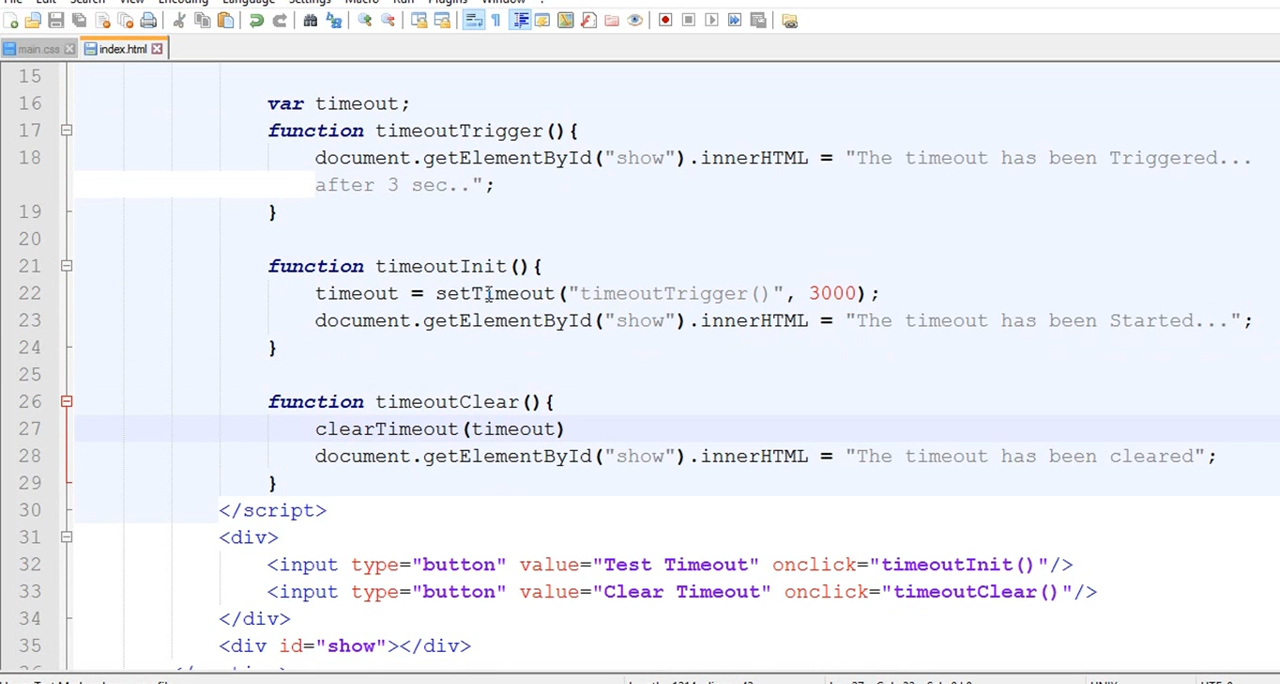 main.css index.html
15
16 var timeout;
17 function timeoutTrigger(){
18 document.getElementById("show").innerHTML = "The timeout has been Triggered...
after 3 sec..";
19 }
20
21 function timeoutInit(){
22 timeout = setTimeout("timeoutTrigger()", 3000);
23 document.getElementById("show").innerHTML = "The timeout has been Started...";
24 }
25
26 function timeoutClear(){
27 clearTimeout(timeout)
28 document.getElementById("show").innerHTML = "The timeout has been cleared";
29 }
30 </script>
31 <div>
32 <input type="button" value="Test Timeout" onclick="timeoutInit()"/>
33 <input type="button" value="Clear Timeout" onclick="timeoutClear()"/>
34 </div>
35 <div id="show"></div>